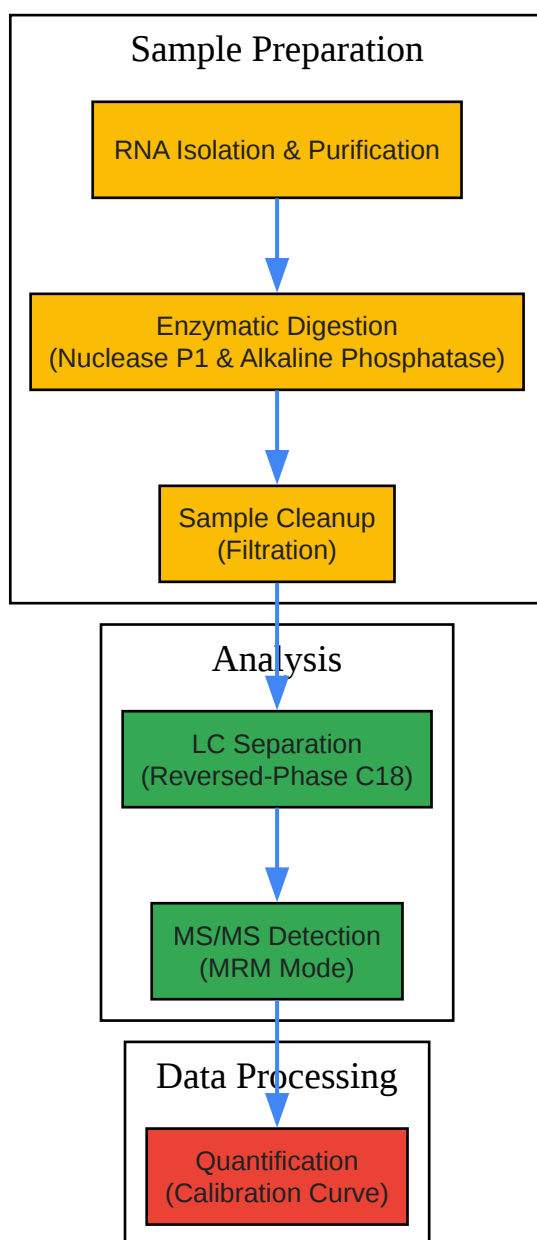 Sample Preparation
RNA Isolation & Purification
Enzymatic Digestion
(Nuclease P1 & Alkaline Phosphatase)
Sample Cleanup
(Filtration)
Analysis
LC Separation
(Reversed-Phase C18)
MS/MS Detection
(MRM Mode)
Data Processing
Quantification
(Calibration Curve)